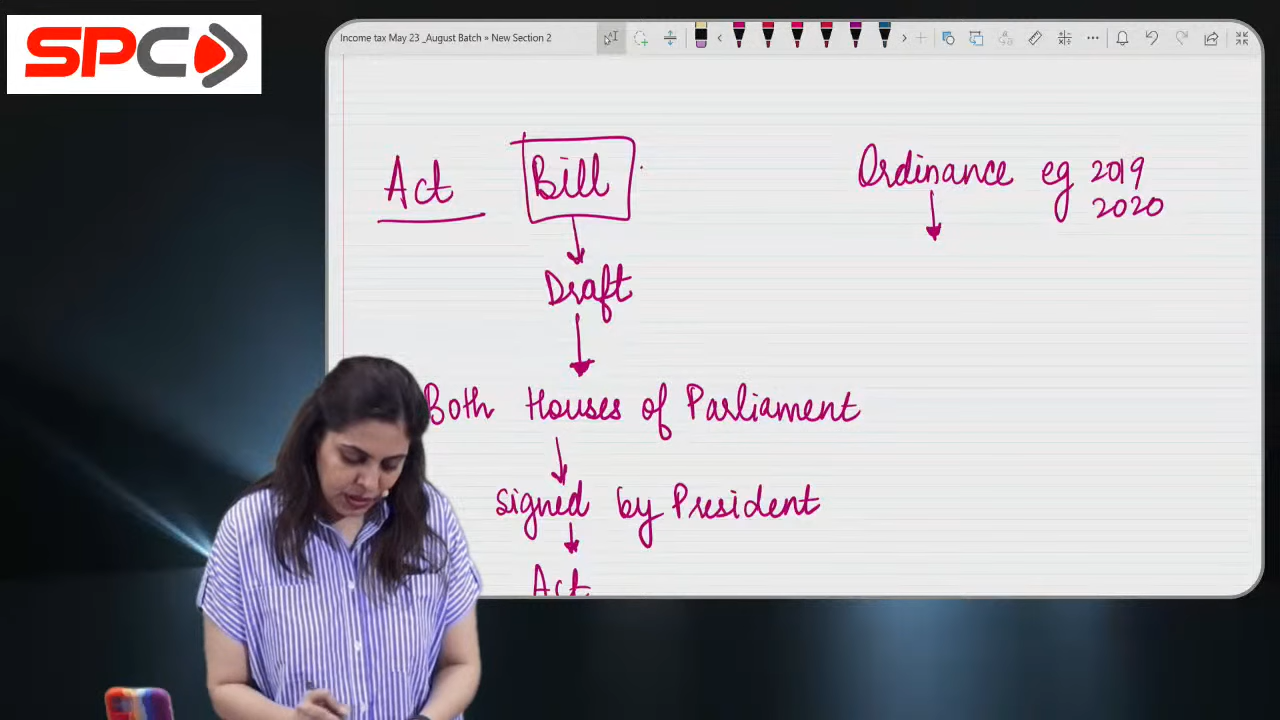 SPC
Income tax May 23 _August Batch » New Section 2
Act Bill Ordinance eg 2019
2020
Draft
Both Houses of Parliament
Signed by President
Act